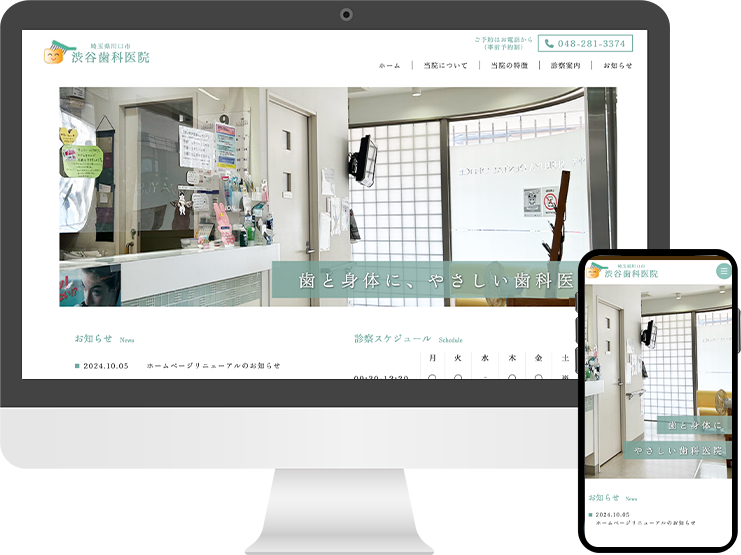 埼玉県川口市
渋谷歯科医院
ご予約はお電話から
（事前予約制）
048-281-3374
ホーム
当院について
当院の特徴
診察案内
お知らせ
歯と身体に、やさしい歯科医
お知らせ News
2024.10.05 ホームページリニューアルのお知らせ
診察スケジュール Schedule
月 火 水 木 金 土
埼玉県川口市
渋谷歯科医院
歯と身体に
やさしい歯科医院
お知らせ News
2024.10.05
ホームページリニューアルのお知らせ